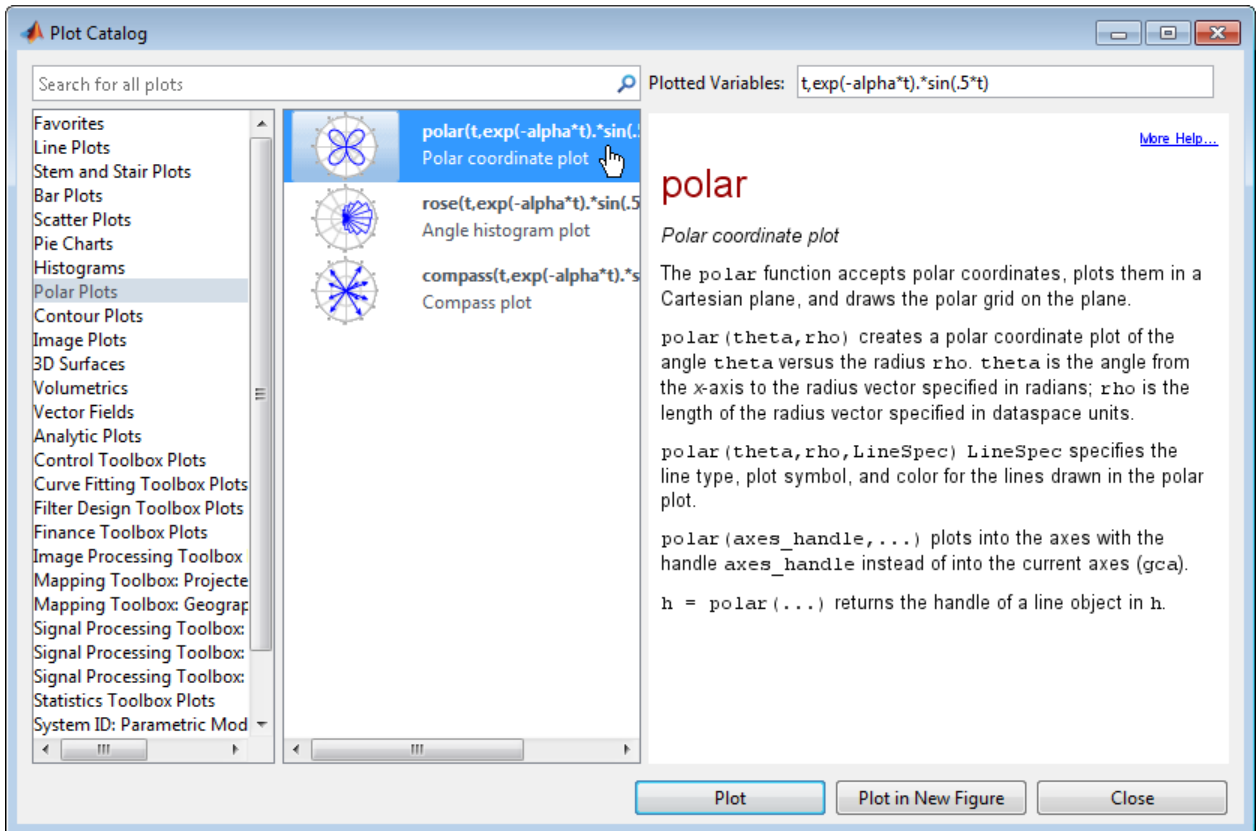 Plot Catalog
Search for all plots
Plotted Variables: t,exp(-alpha*t).*sin(.5*t)
Favorites
Line Plots
Stem and Stair Plots
Bar Plots
Scatter Plots
Pie Charts
Histograms
Polar Plots
Contour Plots
Image Plots
3D Surfaces
Volumetrics
Vector Fields
Analytic Plots
Control Toolbox Plots
Curve Fitting Toolbox Plots
Filter Design Toolbox Plots
Finance Toolbox Plots
Image Processing Toolbox
Mapping Toolbox: Projecte
Mapping Toolbox: Geograp
Signal Processing Toolbox:
Signal Processing Toolbox:
Signal Processing Toolbox:
Statistics Toolbox Plots
System ID: Parametric Mod
polar(t,exp(-alpha*t).*sin(.
Polar coordinate plot
rose(t,exp(-alpha*t).*sin(.5
Angle histogram plot
compass(t,exp(-alpha*t).*s
Compass plot
More Help...
polar
Polar coordinate plot
The polar function accepts polar coordinates, plots them in a
Cartesian plane, and draws the polar grid on the plane.
polar(theta,rho) creates a polar coordinate plot of the
angle theta versus the radius rho. theta is the angle from
the x-axis to the radius vector specified in radians; rho is the
length of the radius vector specified in dataspace units.
polar(theta,rho,LineSpec) LineSpec specifies the
line type, plot symbol, and color for the lines drawn in the polar
plot.
polar(axes_handle,...) plots into the axes with the
handle axes_handle instead of into the current axes (gca).
h = polar(...) returns the handle of a line object in h.
Plot
Plot in New Figure
Close